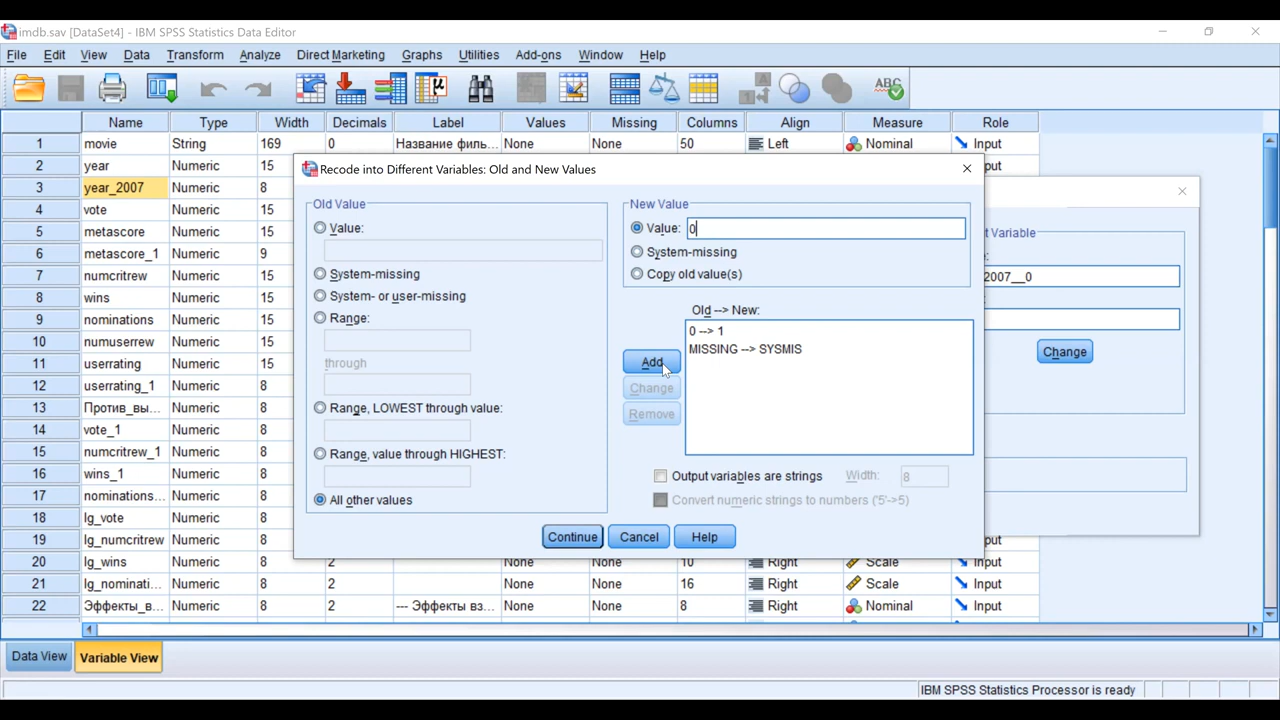 imdb.sav [DataSet4] - IBM SPSS Statistics Data Editor
File Edit View Data Transform Analyze Direct Marketing Graphs Utilities Add-ons Window Help
Name Type Width Decimals Label Values Missing Columns Align Measure Role
1 movie String 169 0 Название филь... None None 50 Left Nominal Input
2 year Numeric 15
3 year_2007 Numeric 8
4 vote Numeric 15
5 metascore Numeric 15
6 metascore_1 Numeric 9
7 numcritrew Numeric 15
8 wins Numeric 15
9 nominations Numeric 15
10 numuserrew Numeric 15
11 userrating Numeric 15
12 userrating_1 Numeric 8
13 Против_вы... Numeric 8
14 vote_1 Numeric 8
15 numcritrew_1 Numeric 8
16 wins_1 Numeric 8
17 nominations... Numeric 8
18 lg_vote Numeric 8
19 lg_numcritrew Numeric 8
20 lg_wins Numeric 8 2 None None 10 Right Scale Input
21 lg_nominati... Numeric 8 2 None None 16 Right Scale Input
22 Эффекты_в... Numeric 8 2 --- Эффекты вз... None None 8 Right Nominal Input
Recode into Different Variables: Old and New Values
Old Value
Value:
System-missing
System- or user-missing
Range:
through
Range, LOWEST through value:
Range, value through HIGHEST:
All other values
New Value
Value: 0
System-missing
Copy old value(s)
Old --> New:
0 --> 1
MISSING --> SYSMIS
Add
Change
Remove
Output variables are strings Width: 8
Convert numeric strings to numbers ('5'->5)
Continue Cancel Help
t Variable
2007__0
Change
Data View Variable View
IBM SPSS Statistics Processor is ready
ABC